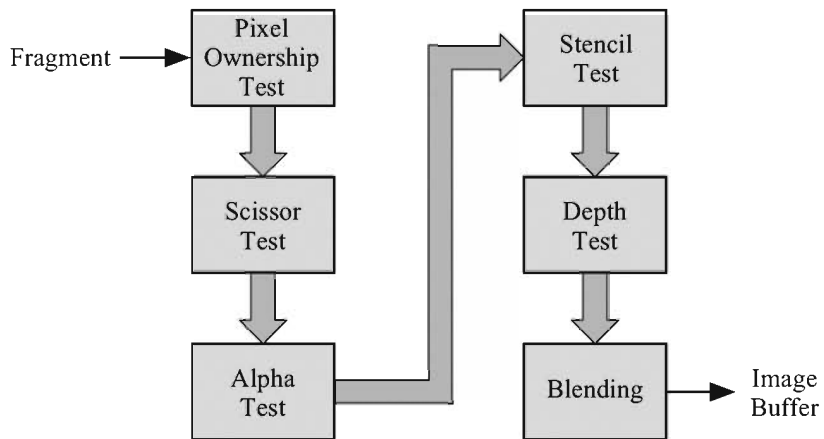 Fragment
Pixel
Ownership
Test
Scissor
Test
Alpha
Test
Stencil
Test
Depth
Test
Blending
Image
Buffer